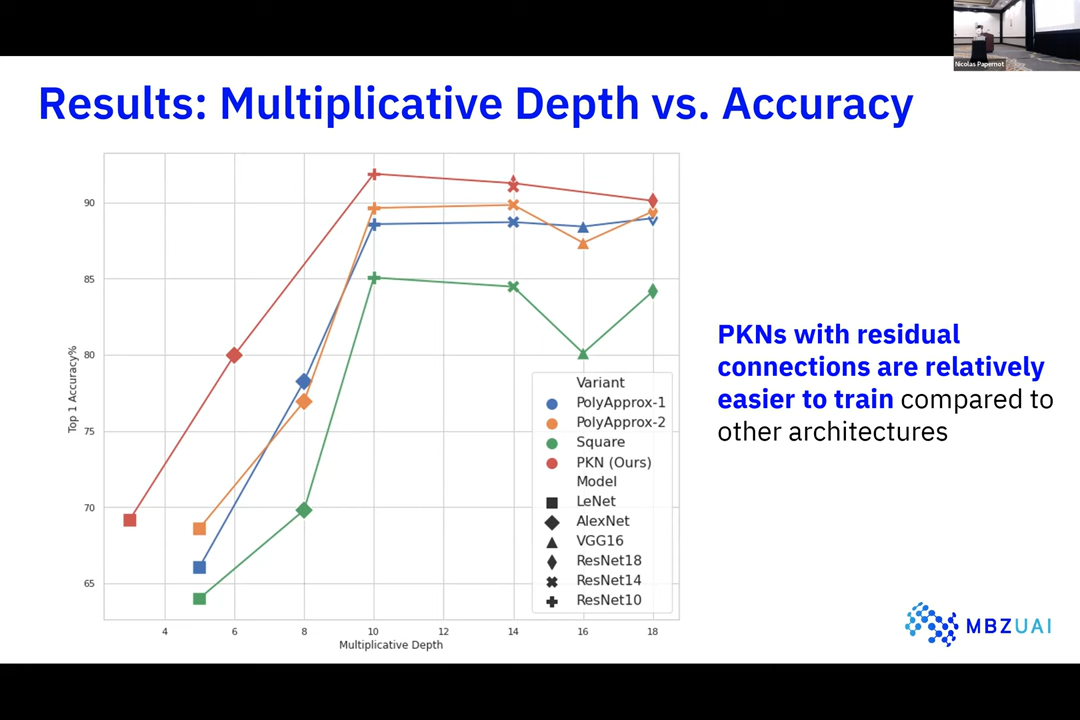 Nicolas Papernot
Results: Multiplicative Depth vs. Accuracy
Top 1 Accuracy%
90
85
80
75
70
65
4 6 8 10 12 14 16 18
Multiplicative Depth
Variant
PolyApprox-1
PolyApprox-2
Square
PKN (Ours)
Model
LeNet
AlexNet
VGG16
ResNet18
ResNet14
ResNet10
PKNs with residual
connections are relatively
easier to train compared to
other architectures
MBZUAI